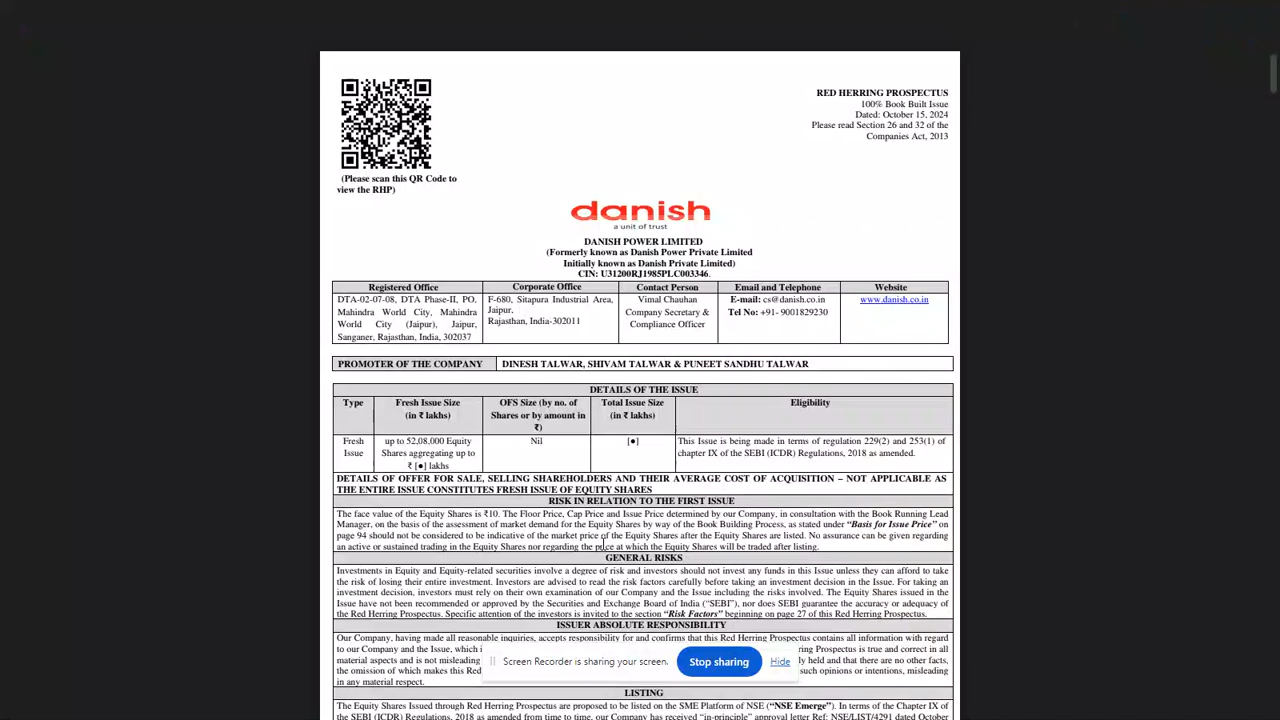 RED HERRING PROSPECTUS
100% Book Built Issue
Dated: October 15, 2024
Please read Section 26 and 32 of the
Companies Act, 2013
(Please scan this QR Code to
view the RHP)
danish
a unit of trust
DANISH POWER LIMITED
(Formerly known as Danish Power Private Limited
Initially known as Danish Private Limited)
CIN: U31200RJ1985PLC003346.
Registered Office
Corporate Office
Contact Person
Email and Telephone
Website
DTA-02-07-08, DTA Phase-II, PO,
Mahindra World City, Mahindra
World City (Jaipur), Jaipur,
Sanganer, Rajasthan, India, 302037
F-680, Sitapura Industrial Area,
Jaipur,
Rajasthan, India-302011
Vimal Chauhan
Company Secretary &
Compliance Officer
E-mail: cs@danish.co.in
Tel No: +91- 9001829230
www.danish.co.in
PROMOTER OF THE COMPANY
DINESH TALWAR, SHIVAM TALWAR & PUNEET SANDHU TALWAR
DETAILS OF THE ISSUE
Type
Fresh Issue Size
(in ₹ lakhs)
OFS Size (by no. of
Shares or by amount in
₹)
Total Issue Size
(in ₹ lakhs)
Eligibility
Fresh
Issue
up to 52,08,000 Equity
Shares aggregating up to
₹ [●] lakhs
Nil
[●]
This Issue is being made in terms of regulation 229(2) and 253(1) of
chapter IX of the SEBI (ICDR) Regulations, 2018 as amended.
DETAILS OF OFFER FOR SALE, SELLING SHAREHOLDERS AND THEIR AVERAGE COST OF ACQUISITION – NOT APPLICABLE AS
THE ENTIRE ISSUE CONSTITUTES FRESH ISSUE OF EQUITY SHARES
RISK IN RELATION TO THE FIRST ISSUE
The face value of the Equity Shares is ₹10. The Floor Price, Cap Price and Issue Price determined by our Company, in consultation with the Book Running Lead
Manager, on the basis of the assessment of market demand for the Equity Shares by way of the Book Building Process, as stated under “Basis for Issue Price” on
page 94 should not be considered to be indicative of the market price of the Equity Shares after the Equity Shares are listed. No assurance can be given regarding
an active or sustained trading in the Equity Shares nor regarding the price at which the Equity Shares will be traded after listing.
GENERAL RISKS
Investments in Equity and Equity-related securities involve a degree of risk and investors should not invest any funds in this Issue unless they can afford to take
the risk of losing their entire investment. Investors are advised to read the risk factors carefully before taking an investment decision in the Issue. For taking an
investment decision, investors must rely on their own examination of our Company and the Issue including the risks involved. The Equity Shares issued in the
Issue have not been recommended or approved by the Securities and Exchange Board of India (“SEBI”), nor does SEBI guarantee the accuracy or adequacy of
the Red Herring Prospectus. Specific attention of the investors is invited to the section “Risk Factors” beginning on page 27 of this Red Herring Prospectus.
ISSUER ABSOLUTE RESPONSIBILITY
Our Company, having made all reasonable inquiries, accepts responsibility for and confirms that this Red Herring Prospectus contains all information with regard
to our Company and the Issue, which i ring Prospectus is true and correct in all
material aspects and is not misleading ly held and that there are no other facts,
the omission of which makes this Red such opinions or intentions, misleading
in any material respect.
Screen Recorder is sharing your screen.
Stop sharing
Hide
LISTING
The Equity Shares Issued through Red Herring Prospectus are proposed to be listed on the SME Platform of NSE (“NSE Emerge”). In terms of the Chapter IX of
the SEBI (ICDR) Regulations, 2018 as amended from time to time, our Company has received “in-principle” approval letter Ref: NSE/LIST/4291 dated October